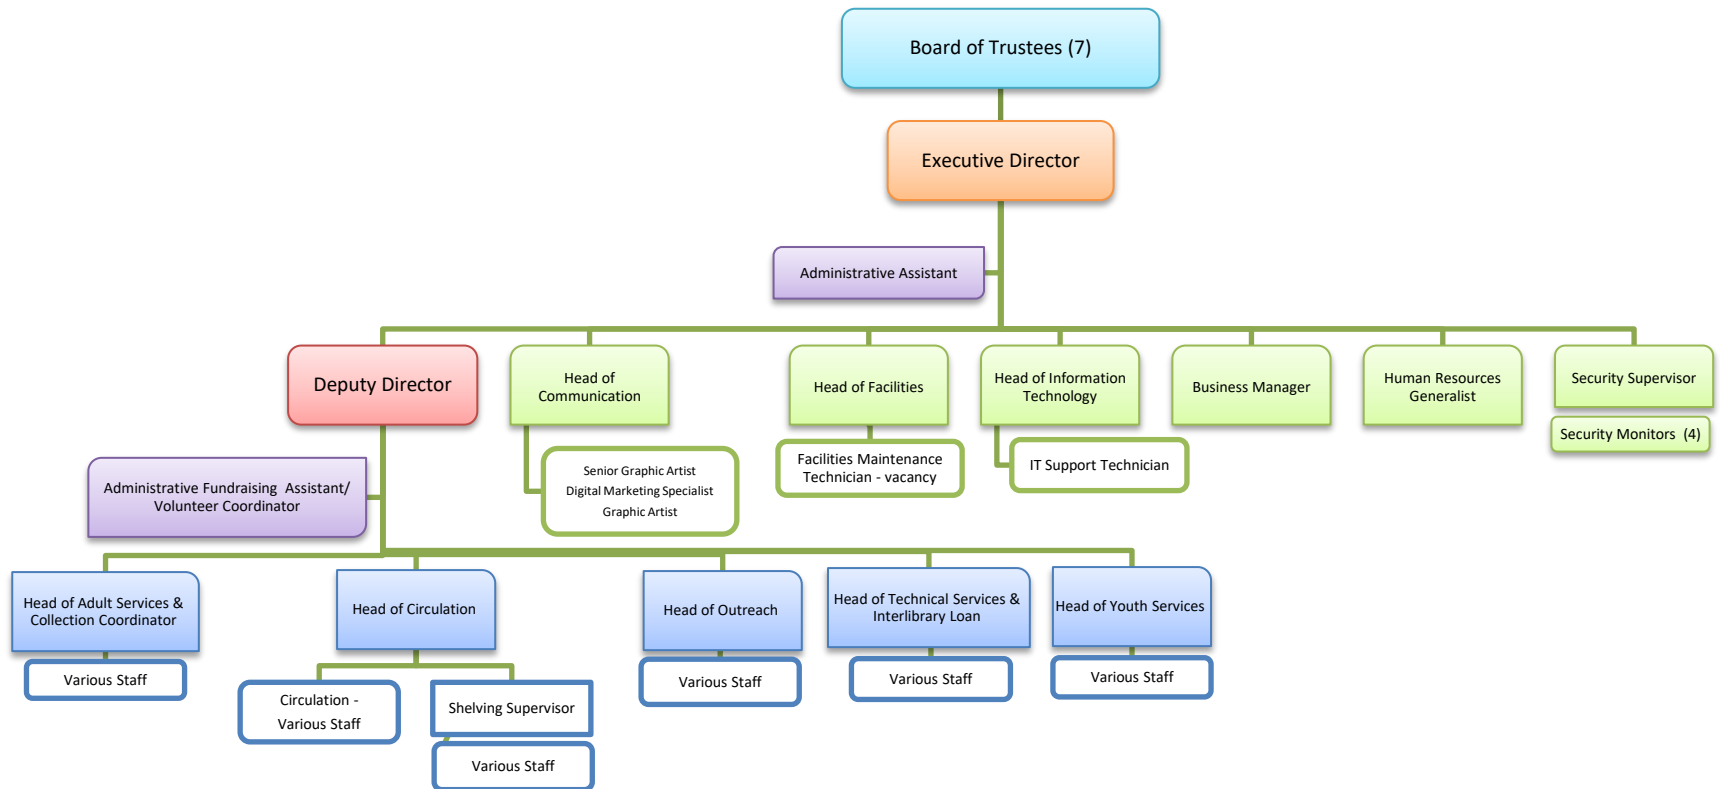 Board of Trustees (7)
Executive Director
Administrative Assistant
Deputy Director
Head of
Communication
Head of Facilities
Head of Information
Technology
Business Manager
Human Resources
Generalist
Security Supervisor
Security Monitors (4)
Senior Graphic Artist
Digital Marketing Specialist
Graphic Artist
Facilities Maintenance
Technician - vacancy
IT Support Technician
Administrative Fundraising Assistant/
Volunteer Coordinator
Head of Adult Services &
Collection Coordinator
Head of Circulation
Head of Outreach
Head of Technical Services &
Interlibrary Loan
Head of Youth Services
Various Staff
Circulation -
Various Staff
Shelving Supervisor
Various Staff
Various Staff
Various Staff
Various Staff